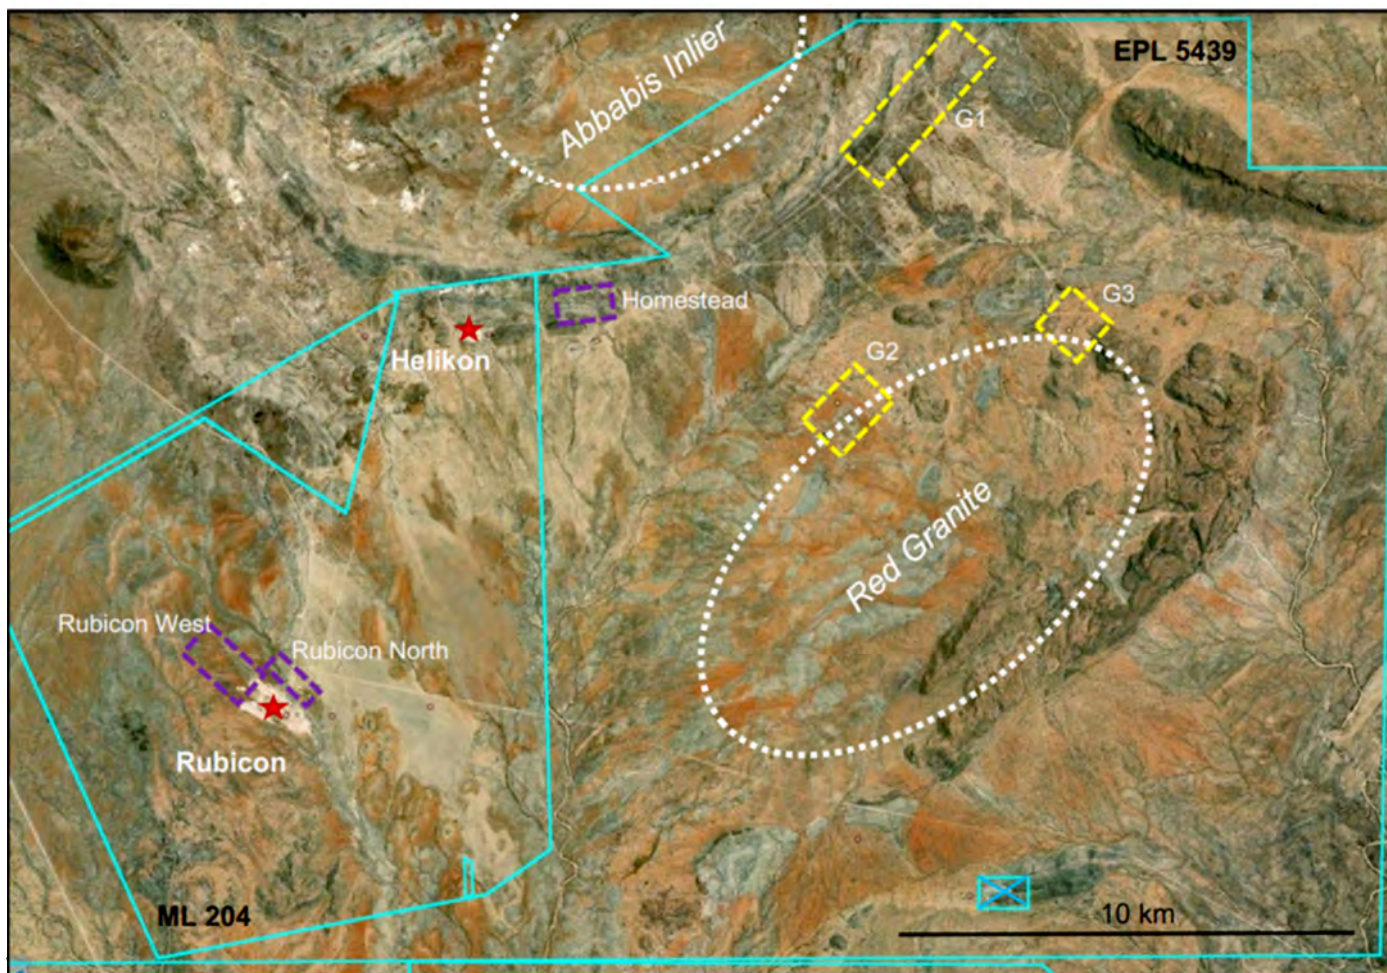 EPL 5439
Abbabis Inlier
G1
Homestead
G3
Helikon
G2
Red Granite
Rubicon West
Rubicon North
Rubicon
ML 204
10 km